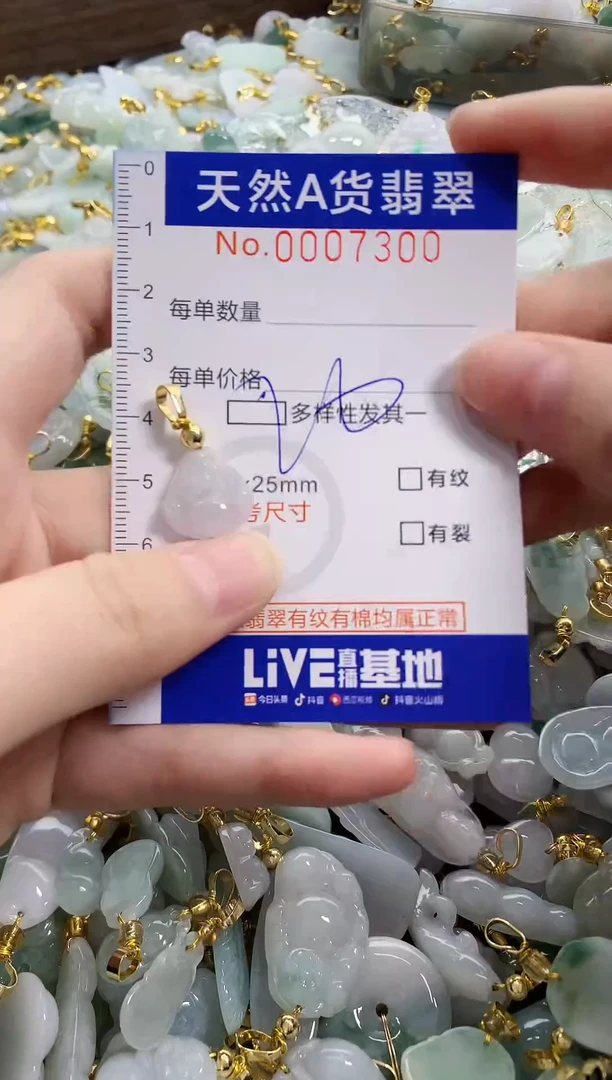 0
天然A货翡翠
1
No.0007300
2
每单数量
3
每单价格
4
多样性发其一
5
25mm
有纹
考尺寸
有裂
6
翡翠有纹有棉均属正常
LiVE直播基地
今日头条 抖音 西瓜视频 抖音火山版